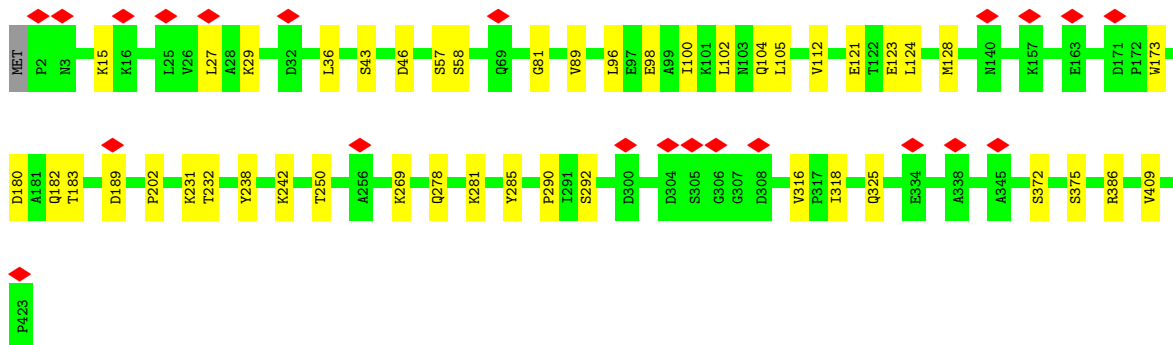 MET P2 N3 K15 K16 L25 V26 L27 A28 K29 D32 L36 S43 D46 S57 S58 Q69 G81 V89 L96 E97 E98 A99 I100 K101 L102 N103 Q104 L105 V112 E121 T122 E123 L124 M128 N140 K157 E163 D171 P172 W173
D180 A181 Q182 T183 D189 P202 K231 T232 Y238 K242 T250 A256 K269 Q278 K281 Y285 P290 I291 S292 D300 D304 S305 G306 G307 D308 V316 P317 I318 Q325 E334 A338 A345 S372 S375 R386 V409
P423